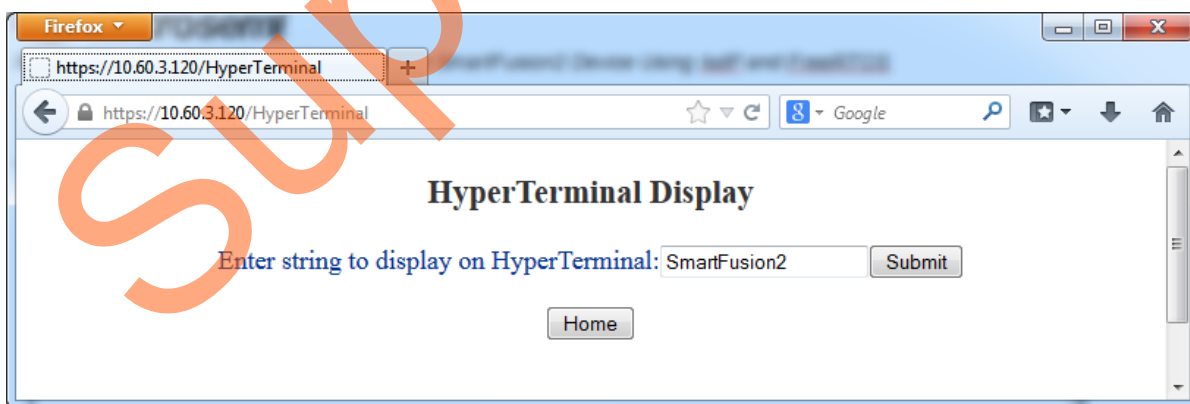 Firefox
https://10.60.3.120/HyperTerminal
https://10.60.3.120/HyperTerminal
Google
HyperTerminal Display
Enter string to display on HyperTerminal: SmartFusion2 Submit
Home
Sup